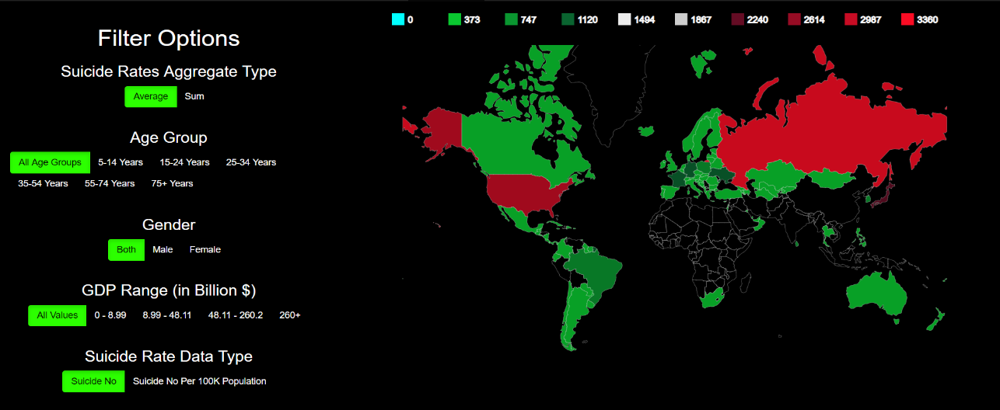 Filter Options
Suicide Rates Aggregate Type
Average Sum
Age Group
All Age Groups 5-14 Years 15-24 Years 25-34 Years
35-54 Years 55-74 Years 75+ Years
Gender
Both Male Female
GDP Range (in Billion $)
All Values 0 - 8.99 8.99 - 48.11 48.11 - 260.2 260+
Suicide Rate Data Type
Suicide No Suicide No Per 100K Population
0 373 747 1120 1494 1867 2240 2614 2987 3360